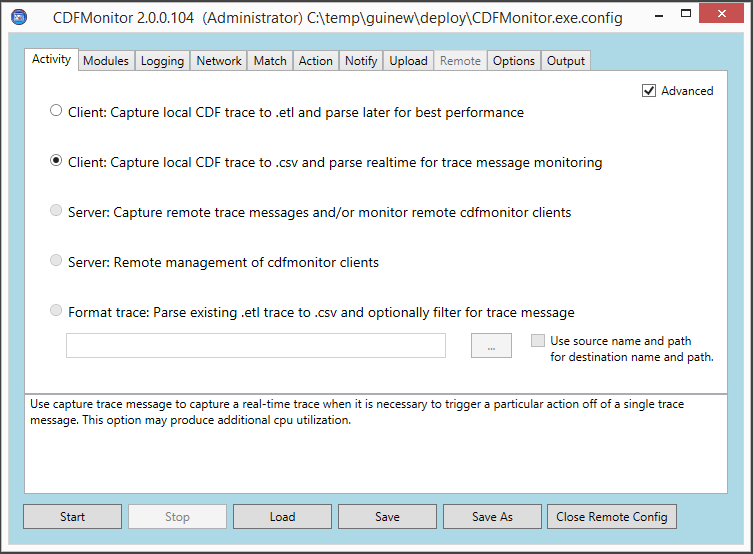 CDFMonitor 2.0.0.104 (Administrator) C:\temp\guinew\deploy\CDFMonitor.exe.config
Activity Modules Logging Network Match Action Notify Upload Remote Options Output
Advanced
Client: Capture local CDF trace to .etl and parse later for best performance
Client: Capture local CDF trace to .csv and parse realtime for trace message monitoring
Server: Capture remote trace messages and/or monitor remote cdfmonitor clients
Server: Remote management of cdfmonitor clients
Format trace: Parse existing .etl trace to .csv and optionally filter for trace message
...
Use source name and path
for destination name and path.
Use capture trace message to capture a real-time trace when it is necessary to trigger a particular action off of a single trace
message. This option may produce additional cpu utilization.
Start Stop Load Save Save As Close Remote Config